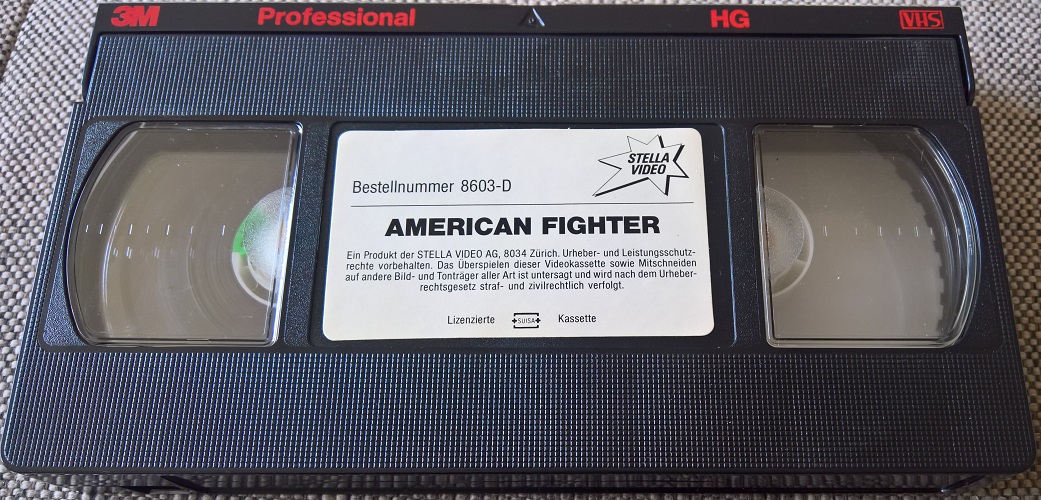 3M Professional HG VHS
STELLA
VIDEO
Bestellnummer 8603-D
AMERICAN FIGHTER
Ein Produkt der STELLA VIDEO AG, 8034 Zürich. Urheber- und Leistungsschutz-
rechte vorbehalten. Das Überspielen dieser Videokassette sowie Mitschneiden
auf andere Bild- und Tonträger aller Art ist untersagt und wird nach dem Urheber-
rechtsgesetz straf- und zivilrechtlich verfolgt.
Lizenzierte SUISA Kassette